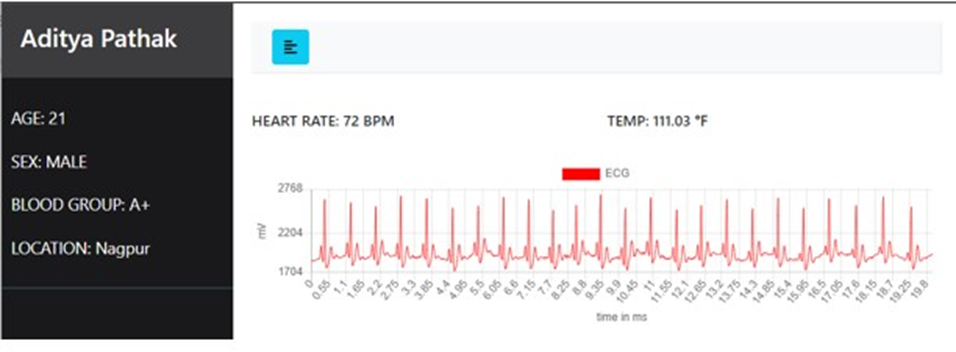 Aditya Pathak
AGE: 21
SEX: MALE
BLOOD GROUP: A+
LOCATION: Nagpur
HEART RATE: 72 BPM
TEMP: 111.03 °F
ECG
2768
2204
1704
mV
0 0.55 1.1 1.65 2.2 2.75 3.3 3.85 4.4 4.95 5.5 6.05 6.6 7.15 7.7 8.25 8.8 9.35 9.9 10.45 11 11.55 12.1 12.65 13.2 13.75 14.3 14.85 15.4 15.95 16.5 17.05 17.6 18.15 18.7 19.25 19.8
time in ms